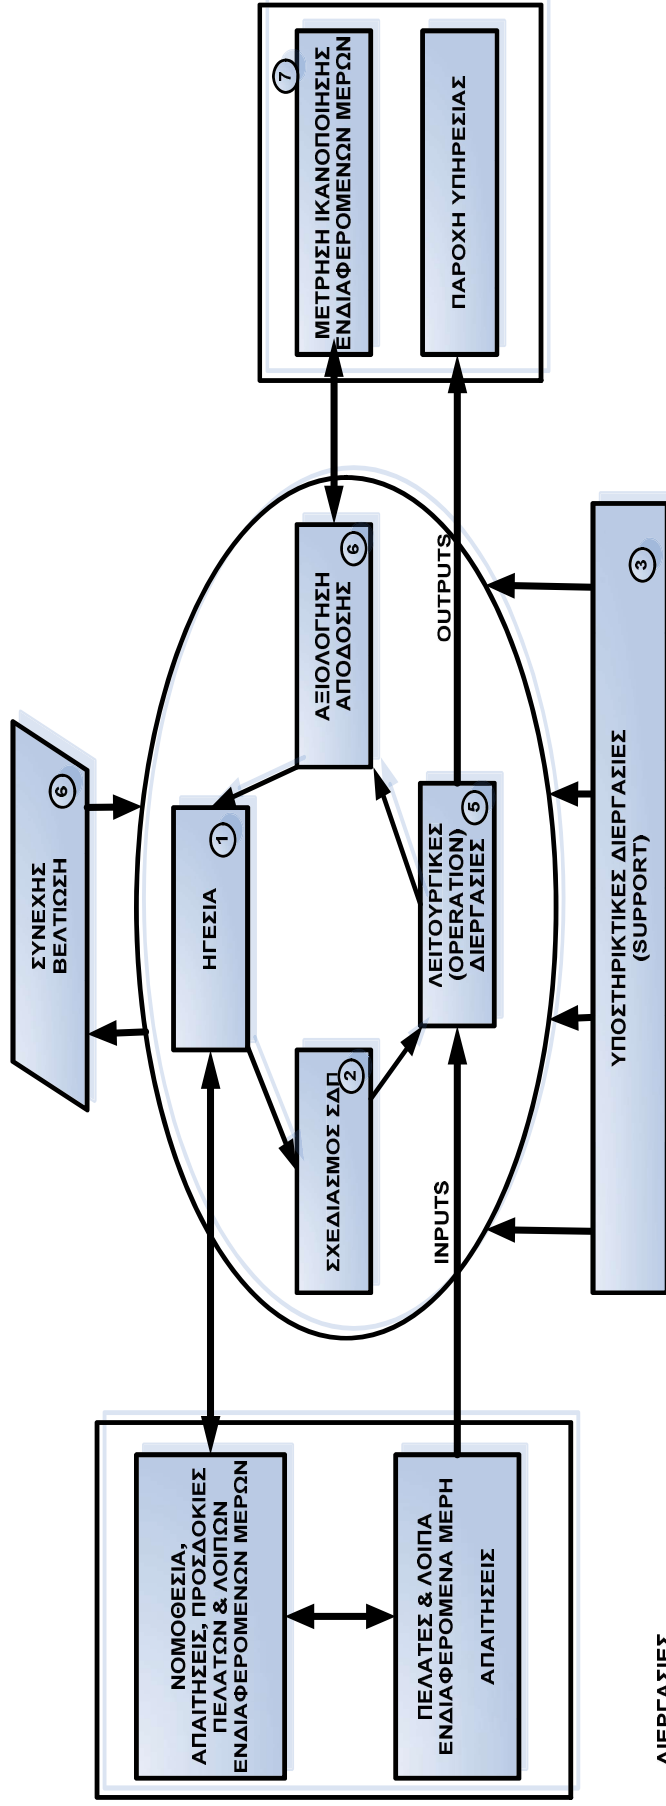 ΣΥΝΕΧΗΣ
ΒΕΛΤΙΩΣΗ
6
ΝΟΜΟΘΕΣΙΑ,
ΑΠΑΙΤΗΣΕΙΣ, ΠΡΟΣΔΟΚΙΕΣ
ΠΕΛΑΤΩΝ & ΛΟΙΠΩΝ
ΕΝΔΙΑΦΕΡΟΜΕΝΩΝ ΜΕΡΩΝ
ΠΕΛΑΤΕΣ & ΛΟΙΠΑ
ΕΝΔΙΑΦΕΡΟΜΕΝΑ ΜΕΡΗ
ΑΠΑΙΤΗΣΕΙΣ
INPUTS
ΗΓΕΣΙΑ
1
ΣΧΕΔΙΑΣΜΟΣ ΣΔΠ
2
ΛΕΙΤΟΥΡΓΙΚΕΣ
(OPERATION)
ΔΙΕΡΓΑΣΙΕΣ
5
ΑΞΙΟΛΟΓΗΣΗ
ΑΠΟΔΟΣΗΣ
6
OUTPUTS
7
ΜΕΤΡΗΣΗ ΙΚΑΝΟΠΟΙΗΣΗΣ
ΕΝΔΙΑΦΕΡΟΜΕΝΩΝ ΜΕΡΩΝ
ΠΑΡΟΧΗ ΥΠΗΡΕΣΙΑΣ
ΥΠΟΣΤΗΡΙΚΤΙΚΕΣ ΔΙΕΡΓΑΣΙΕΣ
(SUPPORT)
3
ΔΙΕΡΓΑΣΙΕΣ